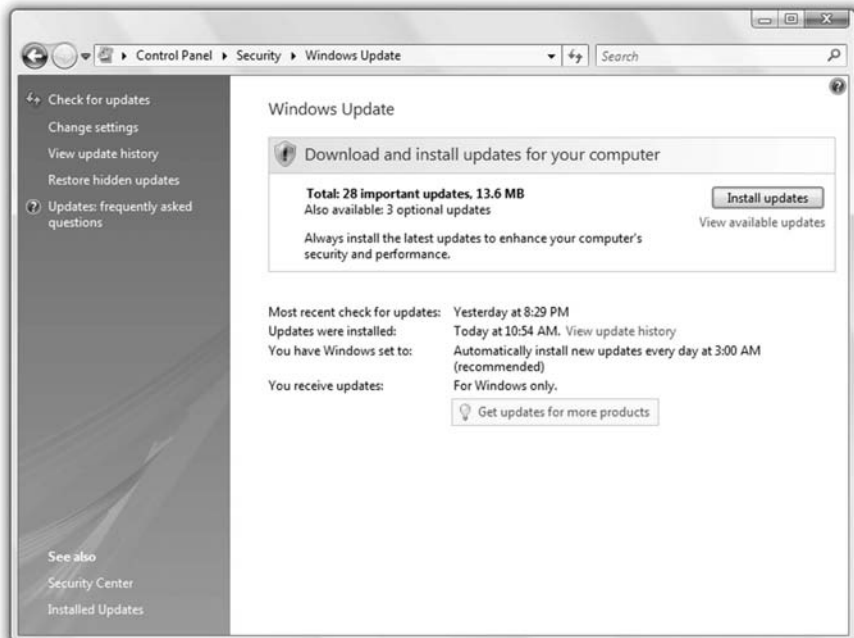 Control Panel Security Windows Update
Search
Check for updates
Change settings
View update history
Restore hidden updates
Updates: frequently asked
questions
Windows Update
Download and install updates for your computer
Total: 28 important updates, 13.6 MB
Also available: 3 optional updates
Always install the latest updates to enhance your computer's
security and performance.
Install updates
View available updates
Most recent check for updates: Yesterday at 8:29 PM
Updates were installed: Today at 10:54 AM. View update history
You have Windows set to: Automatically install new updates every day at 3:00 AM
(recommended)
You receive updates: For Windows only.
Get updates for more products
See also
Security Center
Installed Updates